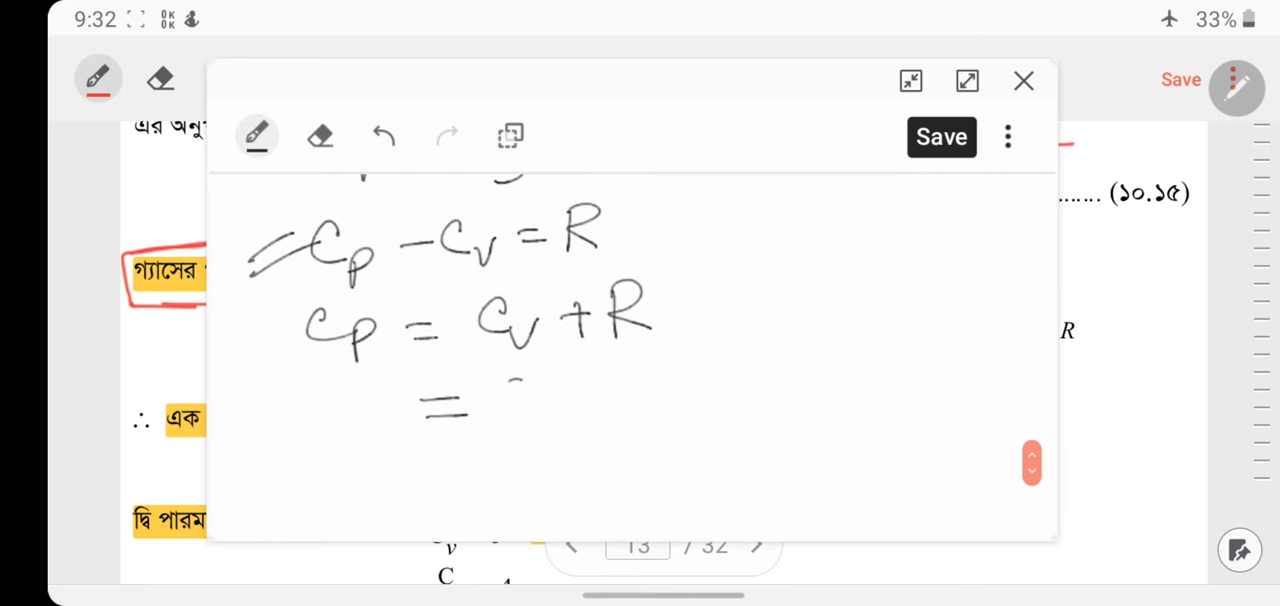 9:32 33%
Save
এর অনু
Save
....... (১০.১৫)
Cp - Cv = R
গ্যাসের
Cp = Cv + R
R
=
∴ এক
দ্বি পারম
v
13 / 32
C